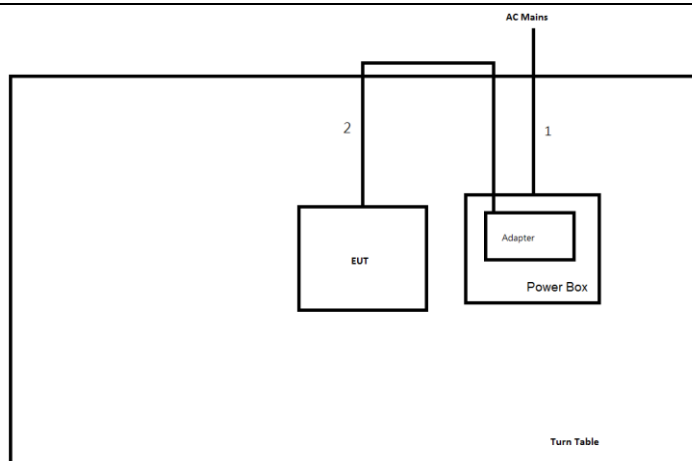 AC Mains
2
1
Adapter
EUT
Power Box
Turn Table